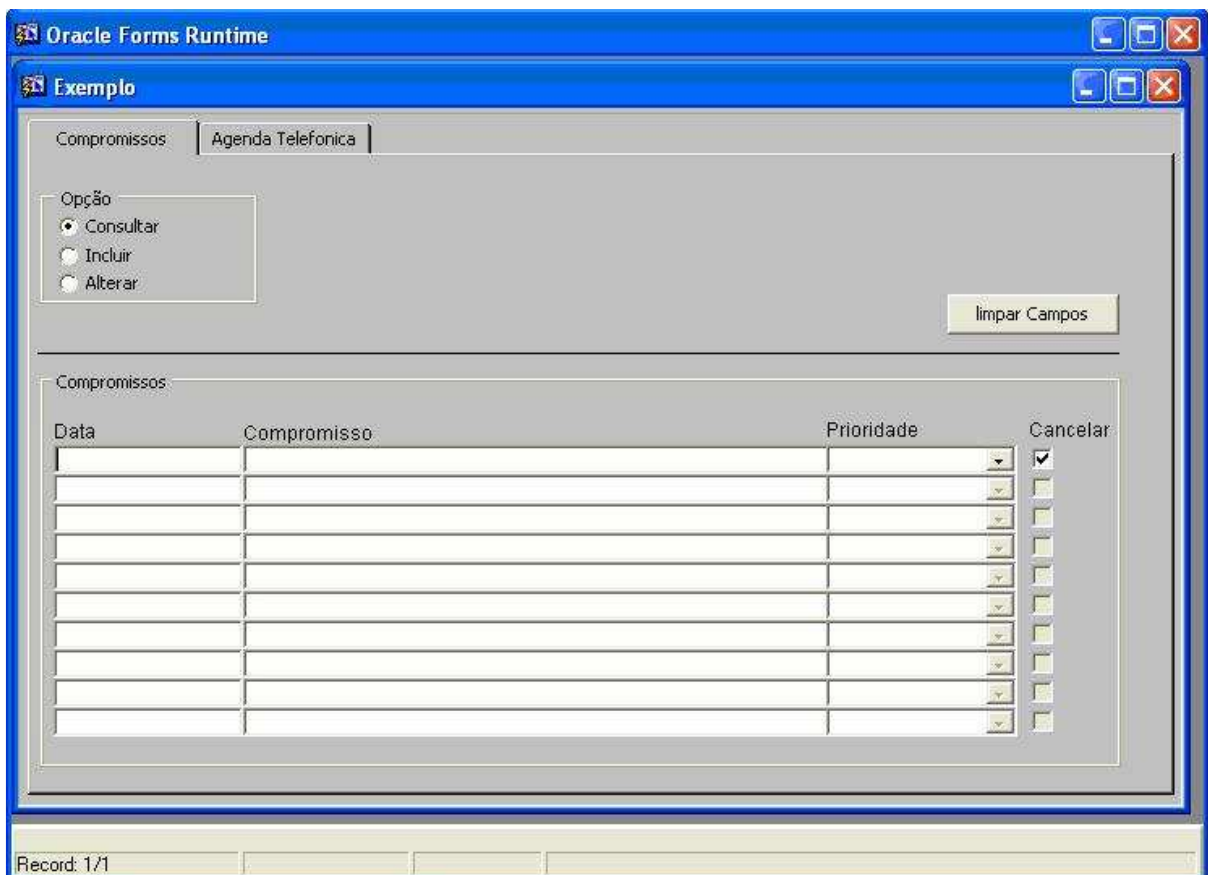 Oracle Forms Runtime
Exemplo
Compromissos Agenda Telefonica
Opção
Consultar
Incluir
Alterar
limpar Campos
Compromissos
Data Compromisso Prioridade Cancelar
Record: 1/1